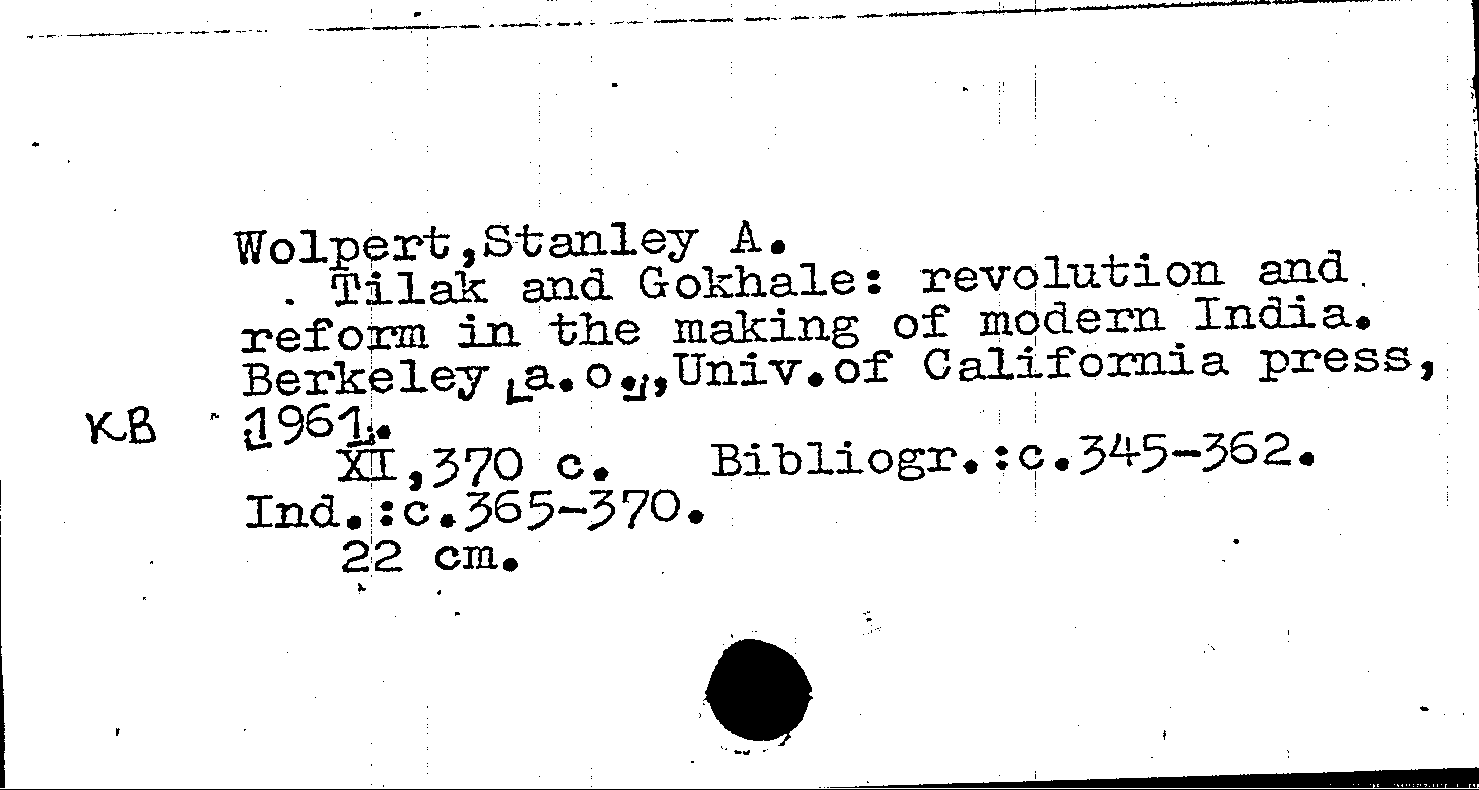 Wolpert,Stanley A.
Tilak and Gokhale: revolution and
reform in the making of modern India.
Berkeley [a.o.],Univ.of California press,
KB [1961].
XI,370 c. Bibliogr.:c.345-362.
Ind.:c.365-370.
22 cm.